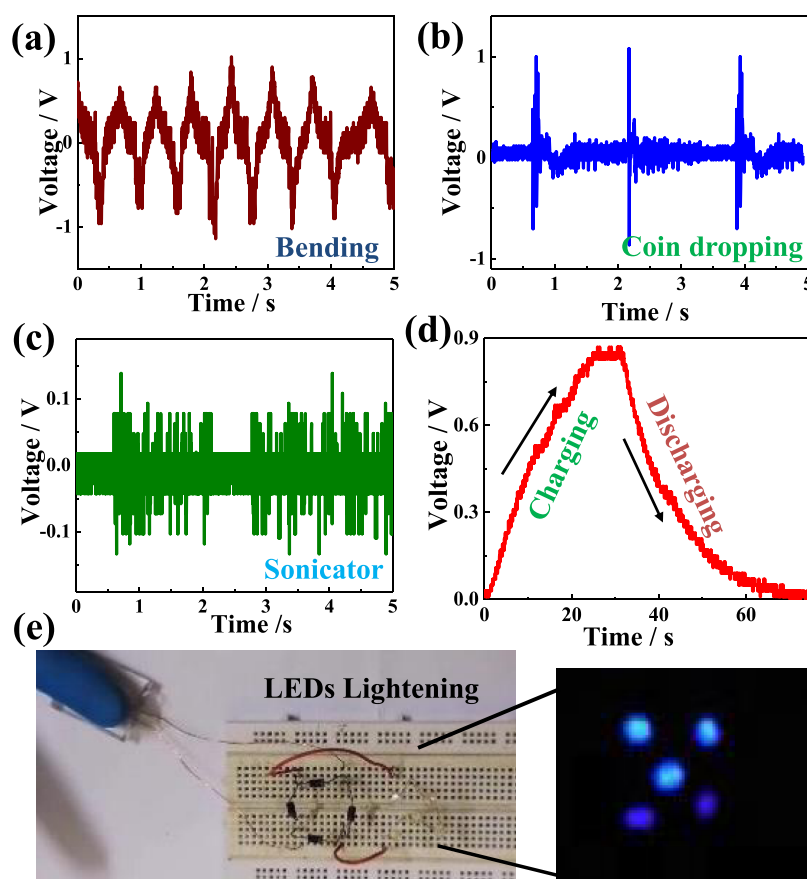 (a)
Voltage / V
1
0
-1
0 1 2 3 4 5
Time / s
Bending
(b)
Voltage / V
1
0
-1
0 1 2 3 4 5
Time / s
Coin dropping
(c)
Voltage / V
0.1
0.0
-0.1
0 1 2 3 4 5
Time /s
Sonicator
(d)
Voltage / V
0.9
0.6
0.3
0.0
0 20 40 60
Time / s
Charging
Discharging
(e)
LEDs Lightening